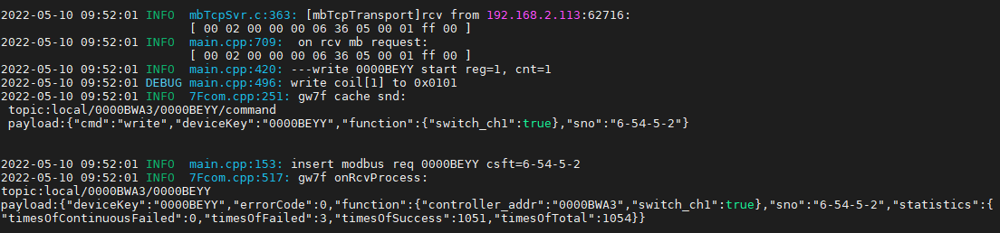 2022-05-10 09:52:01 INFO  mbTcpSvr.c:363: [mbTcpTransport]rcv from 192.168.2.113:62716:
[ 00 02 00 00 00 06 36 05 00 01 ff 00 ]
2022-05-10 09:52:01 INFO  main.cpp:709:  on rcv mb request:
[ 00 02 00 00 00 06 36 05 00 01 ff 00 ]
2022-05-10 09:52:01 INFO  main.cpp:420: ---write 0000BEYY start reg=1, cnt=1
2022-05-10 09:52:01 DEBUG main.cpp:496: write coil[1] to 0x0101
2022-05-10 09:52:01 INFO  7Fcom.cpp:251: gw7f cache snd:
topic:local/0000BWA3/0000BEYY/command
payload:{"cmd":"write","deviceKey":"0000BEYY","function":{"switch_ch1":true},"sno":"6-54-5-2"}
2022-05-10 09:52:01 INFO  main.cpp:153: insert modbus req 0000BEYY csft=6-54-5-2
2022-05-10 09:52:01 INFO  7Fcom.cpp:517: gw7f onRcvProcess:
topic:local/0000BWA3/0000BEYY
payload:{"deviceKey":"0000BEYY","errorCode":0,"function":{"controller_addr":"0000BWA3","switch_ch1":true},"sno":"6-54-5-2","statistics":{
"timesOfContinuousFailed":0,"timesOfFailed":3,"timesOfSuccess":1051,"timesOfTotal":1054}}